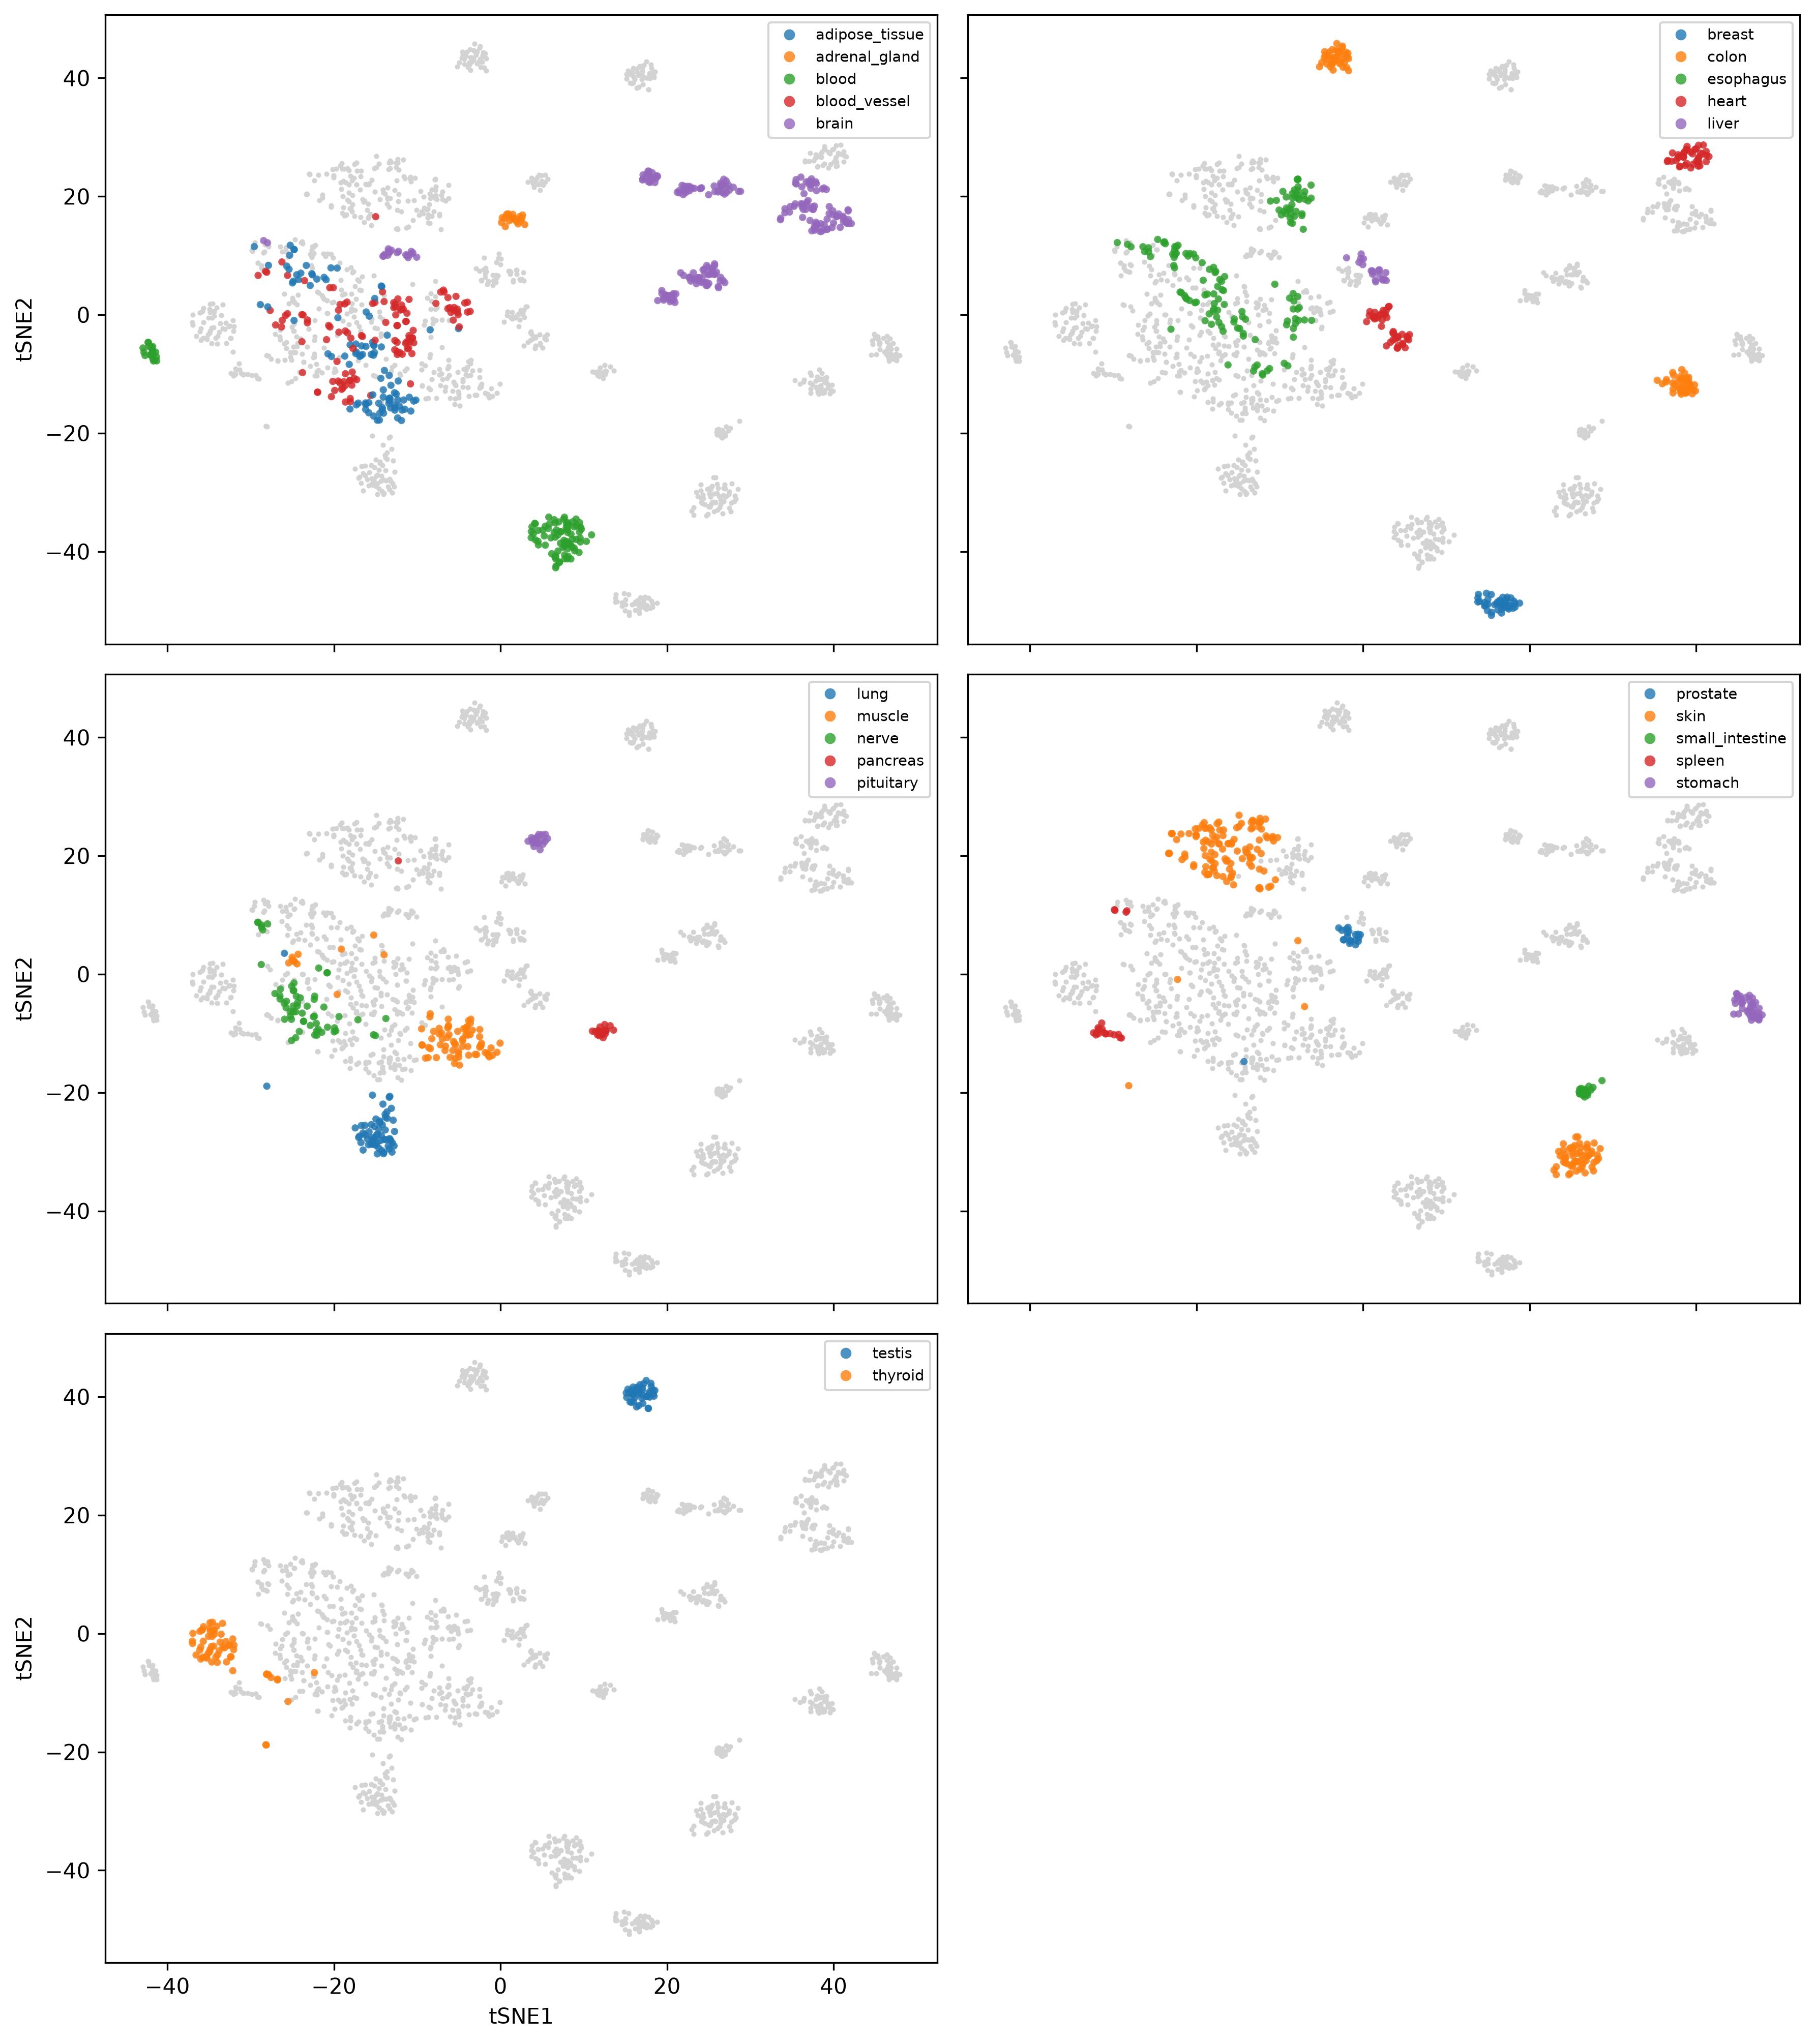 adipose_tissue
adrenal_gland
blood
blood_vessel
brain
40
20
0
−20
−40
tSNE2
breast
colon
esophagus
heart
liver
lung
muscle
nerve
pancreas
pituitary
40
20
0
−20
−40
tSNE2
prostate
skin
small_intestine
spleen
stomach
testis
thyroid
40
20
0
−20
−40
tSNE2
−40 −20 0 20 40
tSNE1